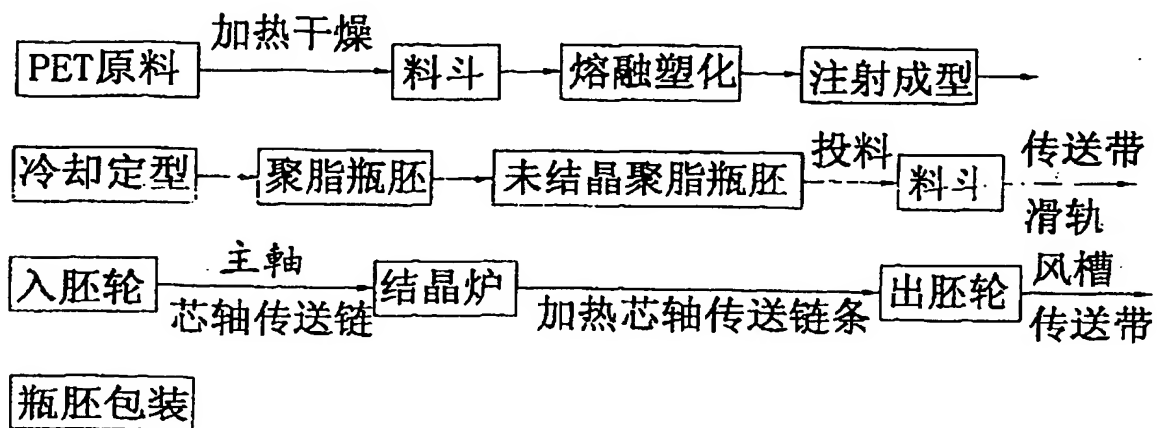 加热干燥
PET原料 料斗 熔融塑化 注射成型
投料 传送带
冷却定型 聚脂瓶胚 未结晶聚脂瓶胚 料斗
滑轨
主軸 风槽
入胚轮 结晶炉 出胚轮
芯轴传送链 加热芯轴传送链条 传送带
瓶胚包装